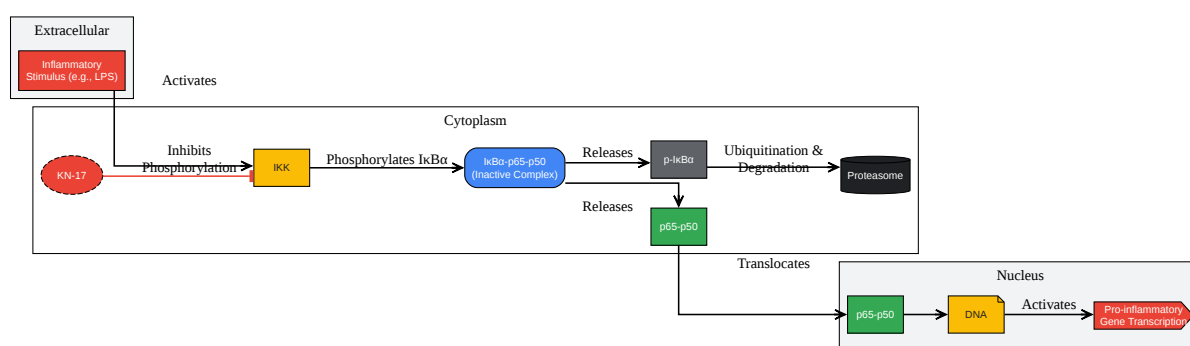 Extracellular
Inflammatory
Stimulus (e.g., LPS)
Activates
Cytoplasm
KN-17
Inhibits
Phosphorylation
IKK
Phosphorylates IκBα
IκBα-p65-p50
(Inactive Complex)
Releases
p-IκBα
Ubiquitination &
Degradation
Proteasome
Releases
p65-p50
Translocates
Nucleus
p65-p50
DNA
Activates
Pro-inflammatory
Gene Transcription